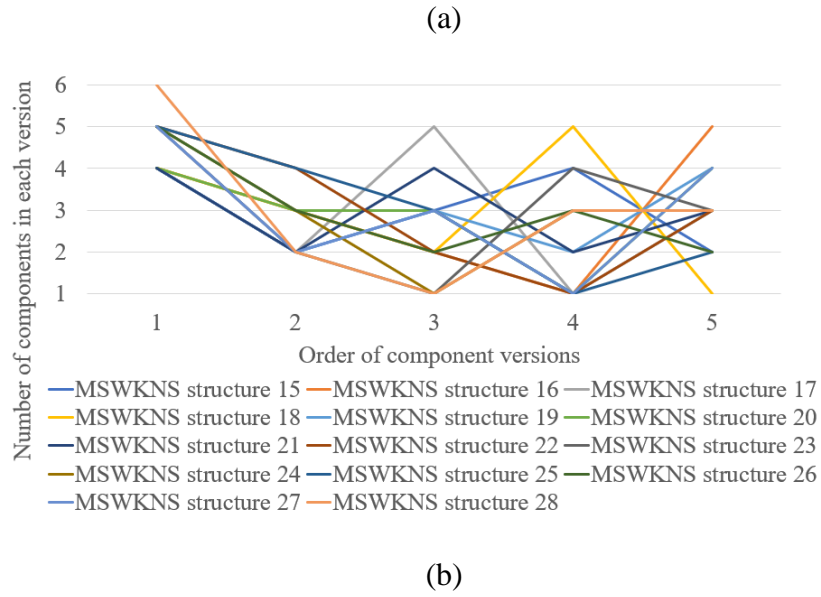 (a)
Number of components in each version
6
5
4
3
2
1
1 2 3 4 5
Order of component versions
MSWKNS structure 15 MSWKNS structure 16 MSWKNS structure 17
MSWKNS structure 18 MSWKNS structure 19 MSWKNS structure 20
MSWKNS structure 21 MSWKNS structure 22 MSWKNS structure 23
MSWKNS structure 24 MSWKNS structure 25 MSWKNS structure 26
MSWKNS structure 27 MSWKNS structure 28
(b)